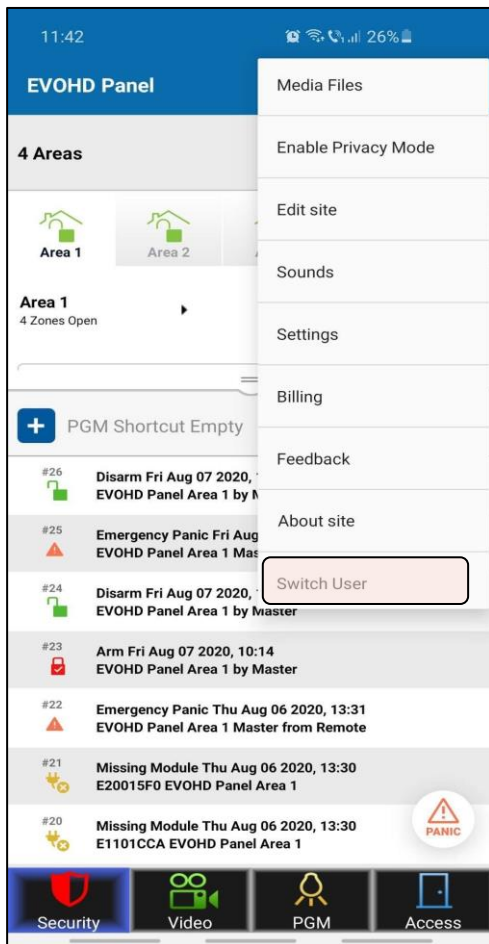 11:42
26%
EVOHD Panel
4 Areas
Area 1
Area 2
Area 1
4 Zones Open
PGM Shortcut Empty
#26
Disarm Fri Aug 07 2020,
EVOHD Panel Area 1 by
#25
Emergency Panic Fri Aug
EVOHD Panel Area 1
#24
Disarm Fri Aug 07 2020,
EVOHD Panel Area 1 by Master
#23
Arm Fri Aug 07 2020, 10:14
EVOHD Panel Area 1 by Master
#22
Emergency Panic Thu Aug 06 2020, 13:31
EVOHD Panel Area 1 Master from Remote
#21
Missing Module Thu Aug 06 2020, 13:30
E20015F0 EVOHD Panel Area 1
#20
Missing Module Thu Aug 06 2020, 13:30
E1101CCA EVOHD Panel Area 1
Media Files
Enable Privacy Mode
Edit site
Sounds
Settings
Billing
Feedback
About site
Switch User
PANIC
Security
Video
PGM
Access